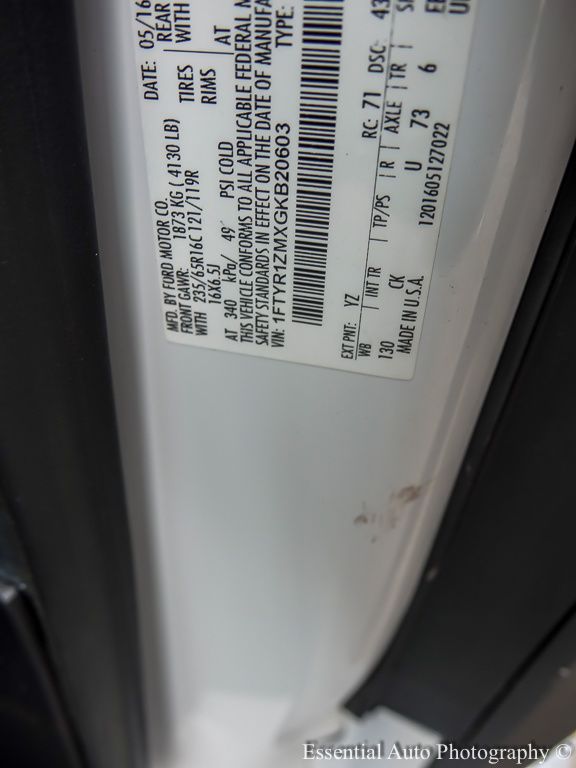 MFD BY FORD MOTOR CO.
DATE: 05/16
FRONT GAWR: 1873 KG ( 4130 LB)
REAR
WITH 235/65R16C 121/119R TIRES WITH
16X6.5J RIMS
AT 340 kPa/ 49 PSI COLD AT
THIS VEHICLE CONFORMS TO ALL APPLICABLE FEDERAL M
SAFETY STANDARDS IN EFFECT ON THE DATE OF MANUFA
VIN: 1FTYR1ZMXGKB20603 TYPE:
EXT PNT: YZ RC: 71 DSC: 43
WB INT TR TP/PS R AXLE TR
130 CK U 73 6
MADE IN U.S.A. 1201605127022
Essential Auto Photography ©